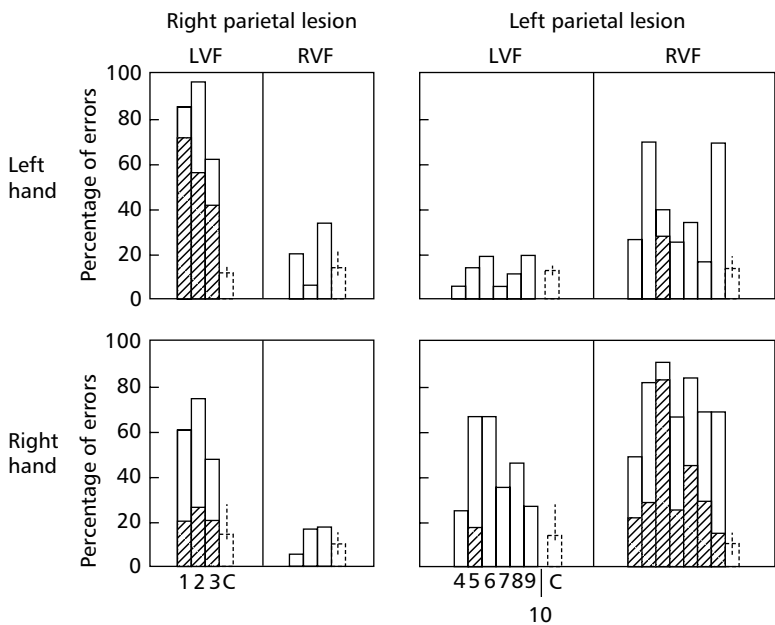 Right parietal lesion
Left parietal lesion
LVF
RVF
LVF
RVF
Left
hand
Percentage of errors
100
80
60
40
20
0
Right
hand
Percentage of errors
100
80
60
40
20
0
1 2 3 C
4 5 6 7 8 9 C
10